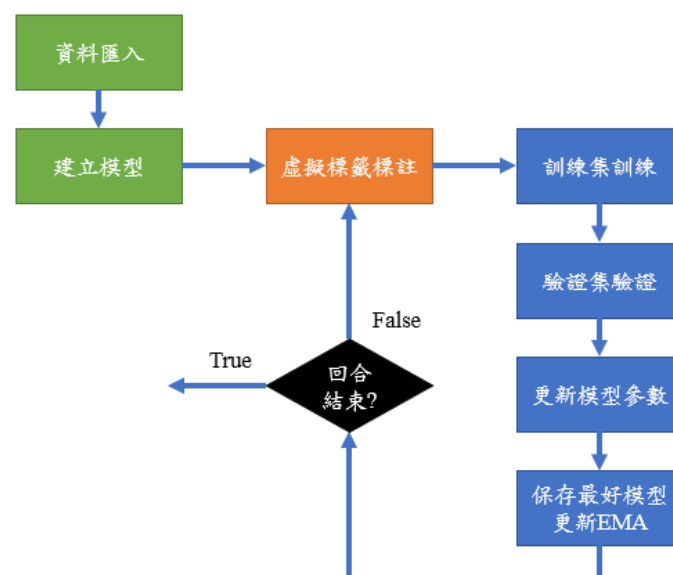 資料匯入
建立模型
虛擬標籤標註
訓練集訓練
驗證集驗證
False
True
回合
結束?
更新模型參數
保存最好模型
更新EMA